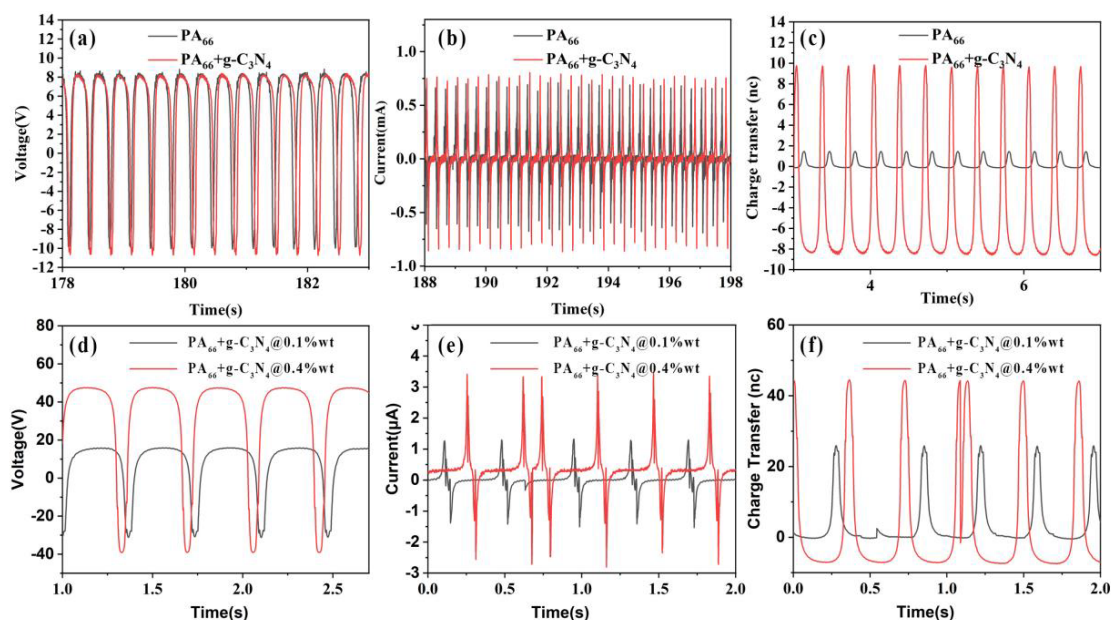 (a)
PA₆₆
PA₆₆+g-C₃N₄
Voltage(V)
14
12
10
8
6
4
2
0
-2
-4
-6
-8
-10
-12
178
180
182
Time(s)
(b)
PA₆₆
PA₆₆+g-C₃N₄
Current(mA)
1.0
0.5
0.0
-0.5
-1.0
188
190
192
194
196
198
Time(s)
(c)
PA₆₆
PA₆₆+g-C₃N₄
Charge transfer (nc)
14
12
10
8
6
4
2
0
-2
-4
-6
-8
-10
4
6
Time(s)
(d)
PA₆₆+g-C₃N₄@0.1%wt
PA₆₆+g-C₃N₄@0.4%wt
Voltage(V)
80
60
40
20
0
-20
-40
1.0
1.5
2.0
2.5
Time(s)
(e)
PA₆₆+g-C₃N₄@0.1%wt
PA₆₆+g-C₃N₄@0.4%wt
Current(μA)
4
3
2
1
0
-1
-2
-3
0.0
0.5
1.0
1.5
2.0
Time(s)
(f)
PA₆₆+g-C₃N₄@0.1%wt
PA₆₆+g-C₃N₄@0.4%wt
Charge Transfer (nc)
60
40
20
0
0.0
0.5
1.0
1.5
2.0
Time(s)